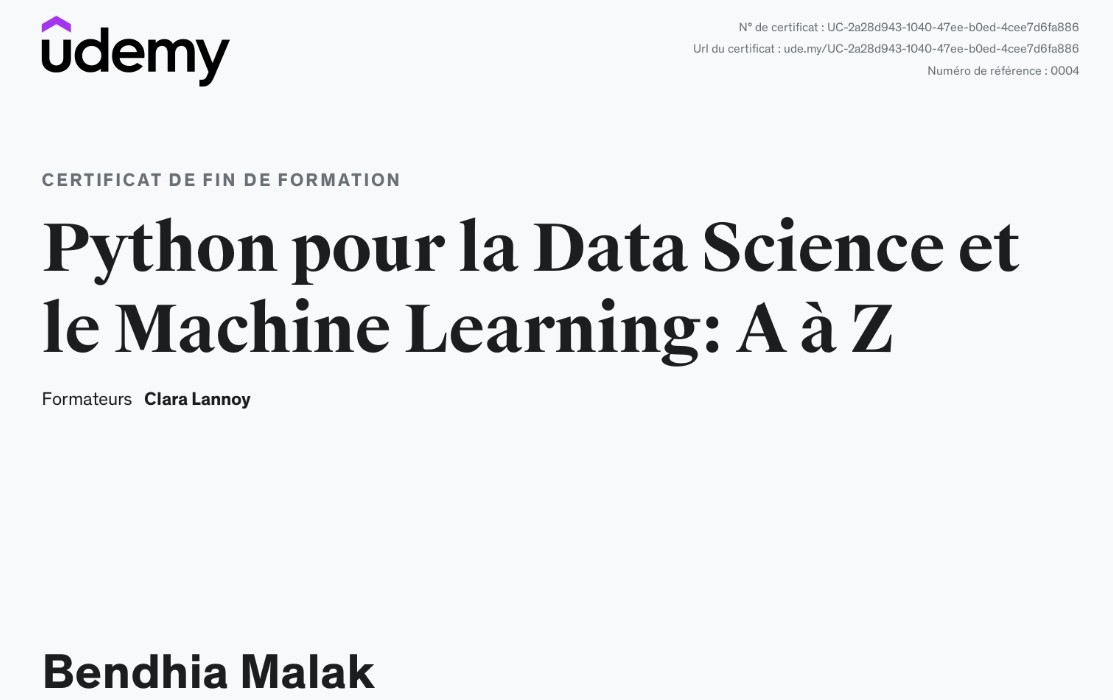 udemy
N° de certificat : UC-2a28d943-1040-47ee-b0ed-4cee7d6fa886
Url du certificat : ude.my/UC-2a28d943-1040-47ee-b0ed-4cee7d6fa886
Numéro de référence : 0004
CERTIFICAT DE FIN DE FORMATION
Python pour la Data Science et
le Machine Learning: A à Z
Formateurs Clara Lannoy
Bendhia Malak